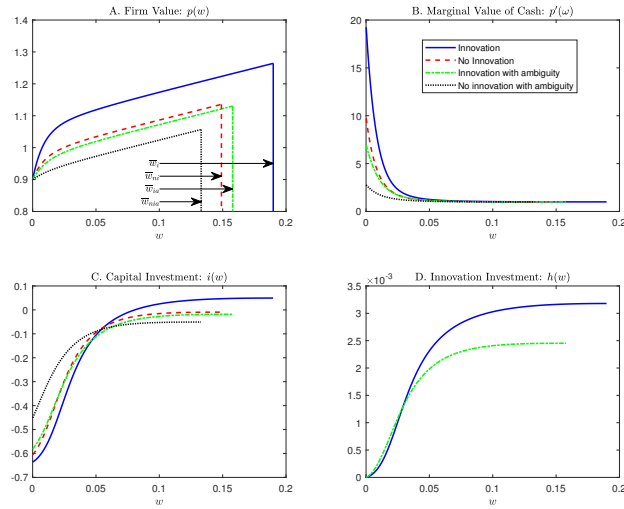 A. Firm Value: p(w)
1.4
1.3
1.2
1.1
1
0.9
0.8
w̅ᵢ
w̅ₙᵢ
w̅ᵢₐ
w̅ₙᵢₐ
0 0.05 0.1 0.15 0.2
w
B. Marginal Value of Cash: p′(ω)
20
15
10
5
0
Innovation
No Innovation
Innovation with ambiguity
No innovation with ambiguity
0 0.05 0.1 0.15 0.2
w
C. Capital Investment: i(w)
0.1
0
-0.1
-0.2
-0.3
-0.4
-0.5
-0.6
-0.7
0 0.05 0.1 0.15 0.2
w
×10⁻³
D. Innovation Investment: h(w)
3.5
3
2.5
2
1.5
1
0.5
0
0 0.05 0.1 0.15 0.2
w